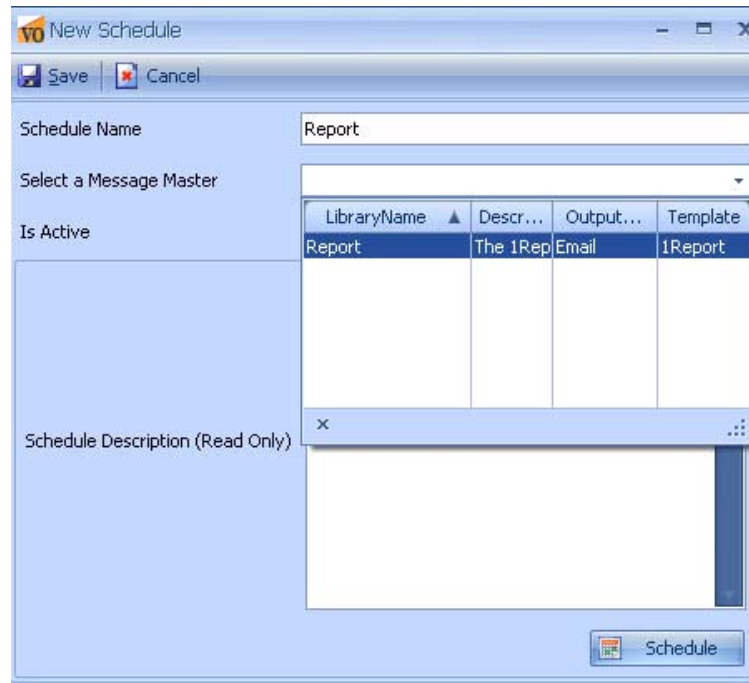 VO New Schedule
Save Cancel
Schedule Name Report
Select a Message Master
LibraryName Descr... Output... Template
Is Active
Report The 1Rep Email 1Report
Schedule Description (Read Only)
Schedule